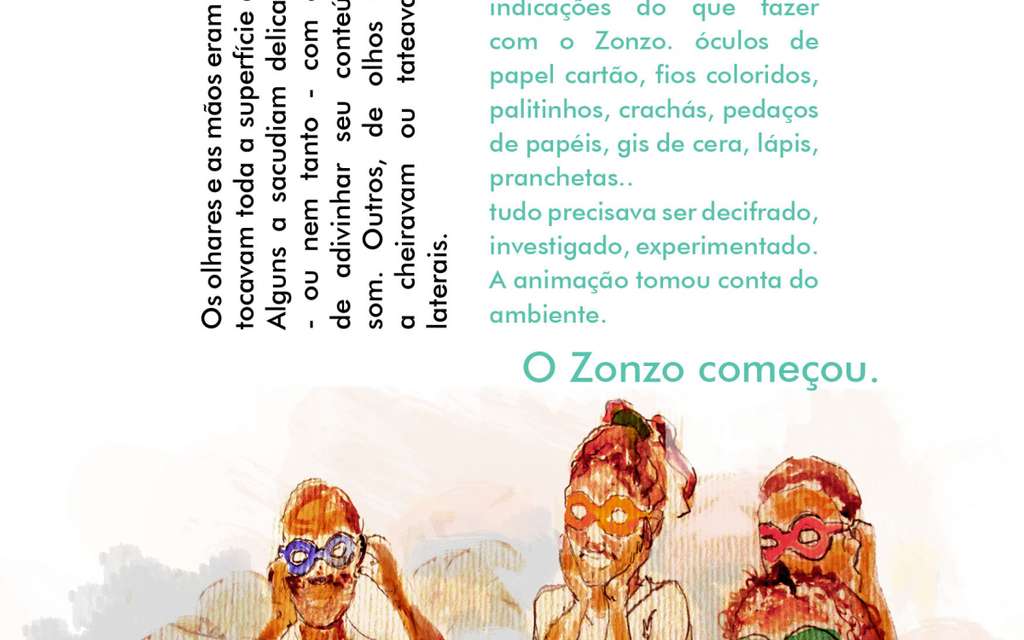 Os olhares e as mãos eram
tocavam toda a superfície
Alguns a sacudiam
- ou nem tanto - com
de adivinhar seu
som. Outros, de olhos
a cheiravam ou
laterais.
indicações do que fazer
com o Zonzo. óculos de
papel cartão, fios coloridos,
palitinhos, crachás, pedaços
de papéis, gis de cera, lápis,
pranchetas..
tudo precisava ser decifrado,
investigado, experimentado.
A animação tomou conta do
ambiente.
O Zonzo começou.